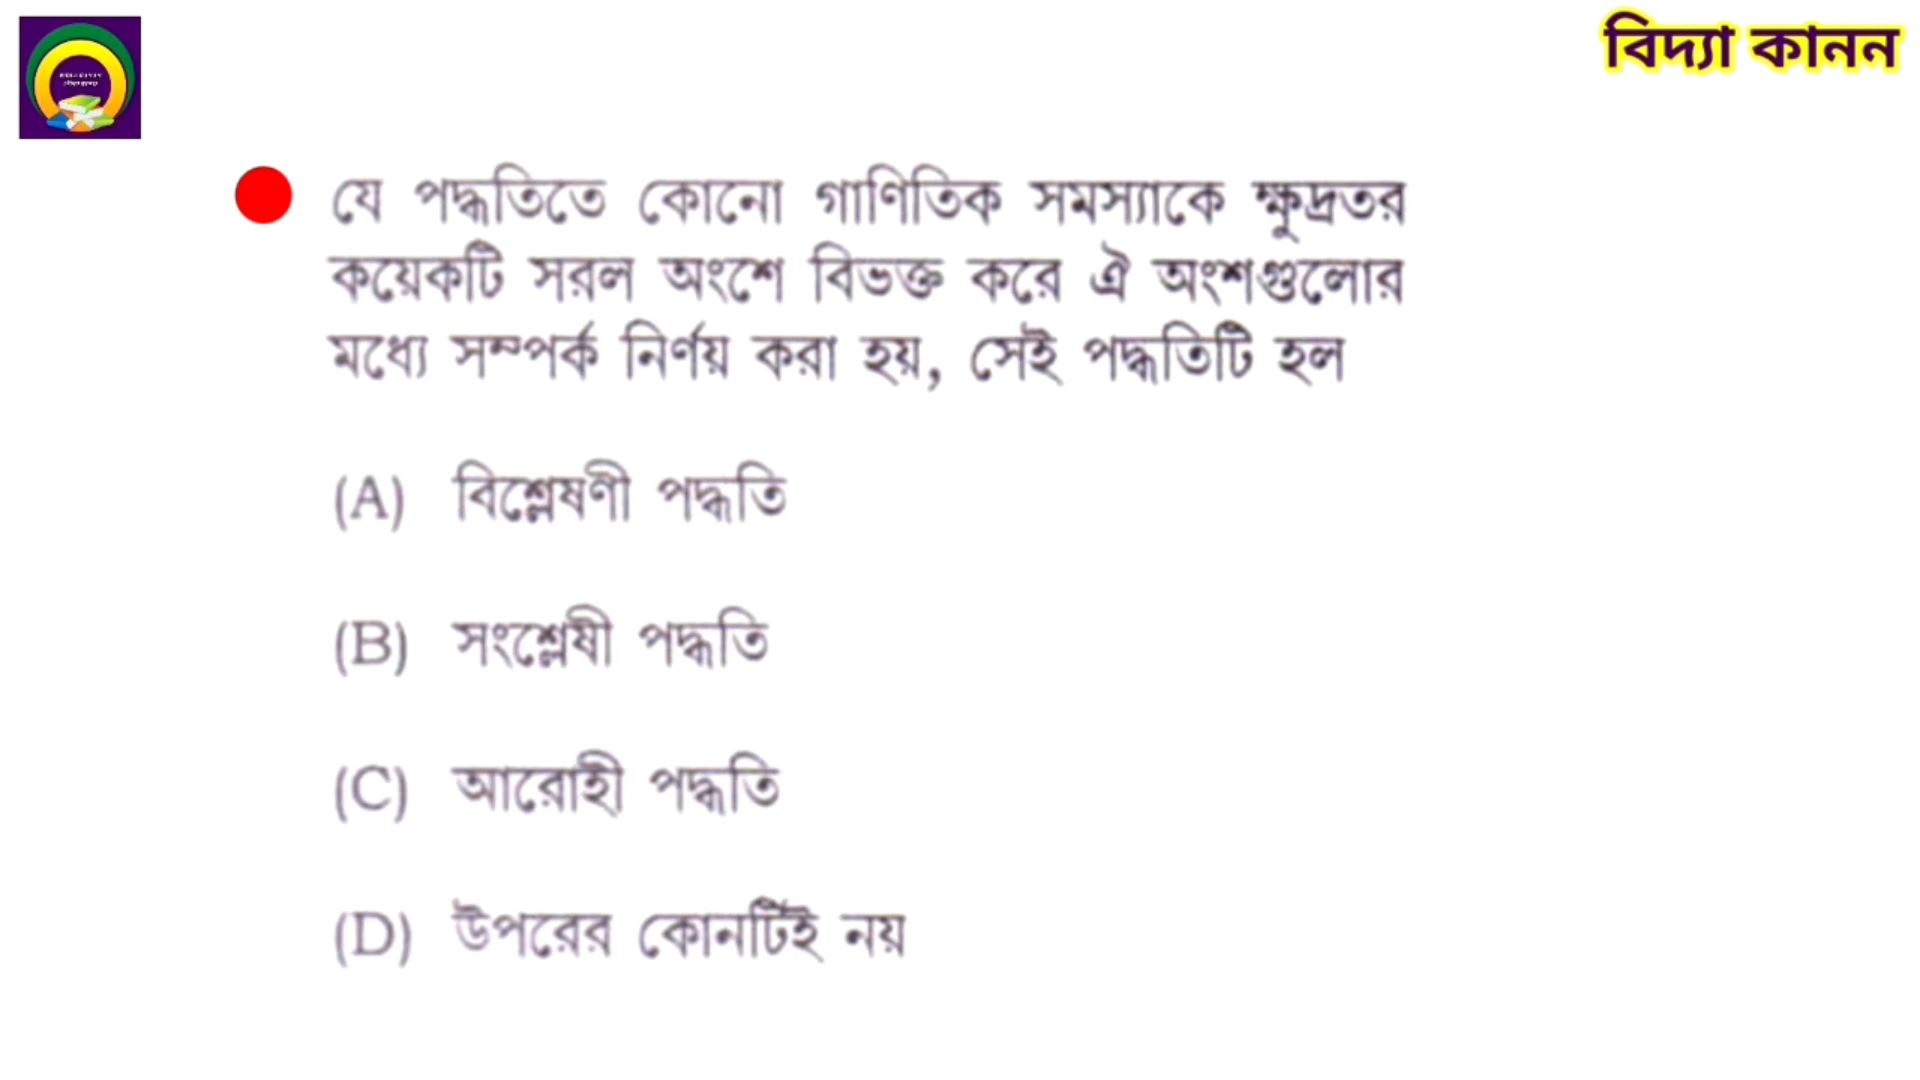 বিদ্যা কানন
যে পদ্ধতিতে কোনো গাণিতিক সমস্যাকে ক্ষুদ্রতর
কয়েকটি সরল অংশে বিভক্ত করে ঐ অংশগুলোর
মধ্যে সম্পর্ক নির্ণয় করা হয়, সেই পদ্ধতিটি হল
(A) বিশ্লেষণী পদ্ধতি
(B) সংশ্লেষী পদ্ধতি
(C) আরোহী পদ্ধতি
(D) উপরের কোনটিই নয়